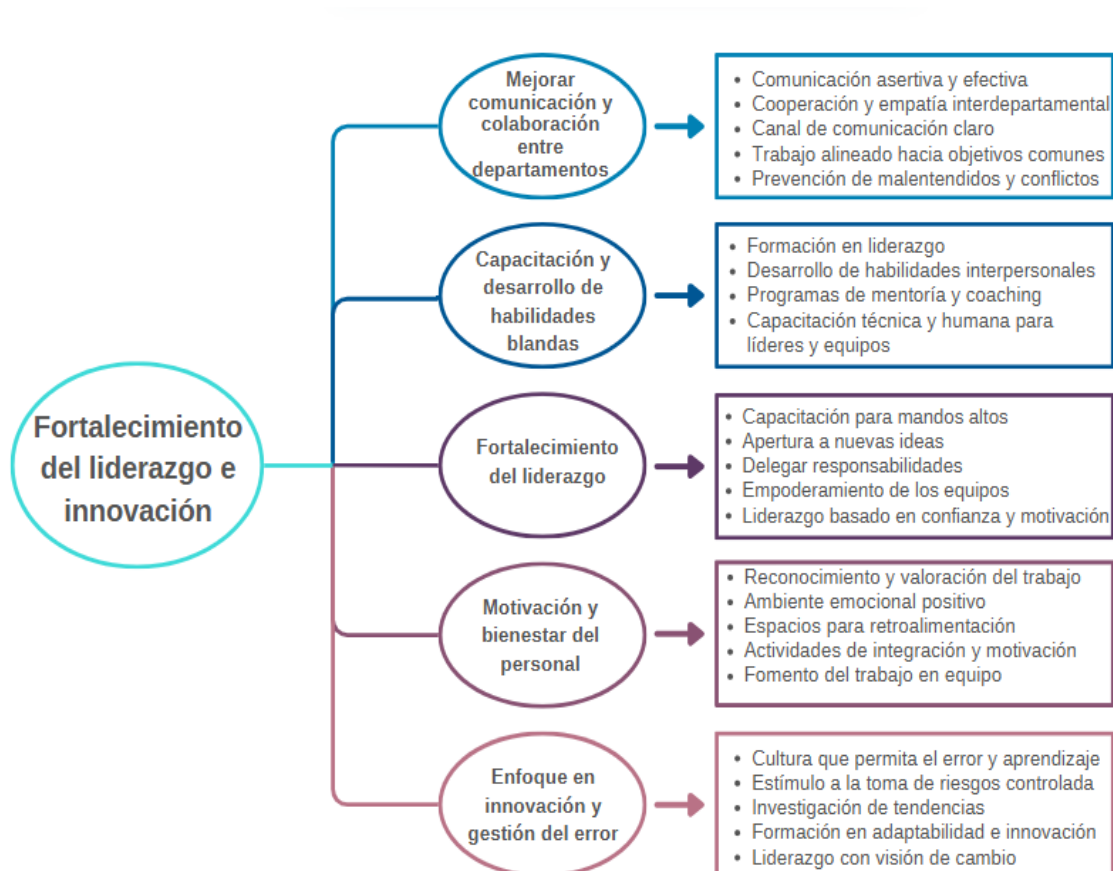 Fortalecimiento
del liderazgo e
innovación
Mejorar
comunicación y
colaboración
entre
departamentos
• Comunicación asertiva y efectiva
• Cooperación y empatía interdepartamental
• Canal de comunicación claro
• Trabajo alineado hacia objetivos comunes
• Prevención de malentendidos y conflictos
Capacitación y
desarrollo de
habilidades
blandas
• Formación en liderazgo
• Desarrollo de habilidades interpersonales
• Programas de mentoría y coaching
• Capacitación técnica y humana para
líderes y equipos
Fortalecimiento
del liderazgo
• Capacitación para mandos altos
• Apertura a nuevas ideas
• Delegar responsabilidades
• Empoderamiento de los equipos
• Liderazgo basado en confianza y motivación
Motivación y
bienestar del
personal
• Reconocimiento y valoración del trabajo
• Ambiente emocional positivo
• Espacios para retroalimentación
• Actividades de integración y motivación
• Fomento del trabajo en equipo
Enfoque en
innovación y
gestión del error
• Cultura que permita el error y aprendizaje
• Estímulo a la toma de riesgos controlada
• Investigación de tendencias
• Formación en adaptabilidad e innovación
• Liderazgo con visión de cambio